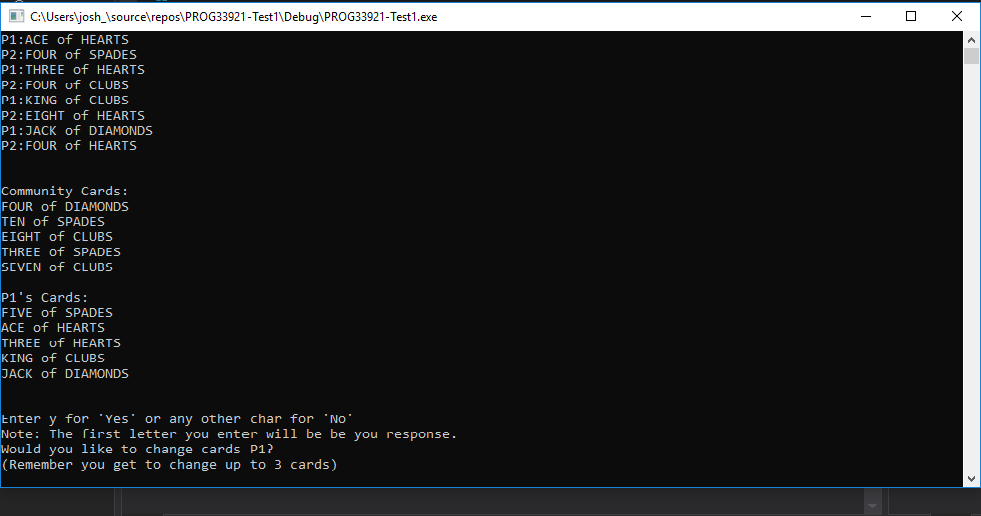 C:\Users\josh_\source\repos\PROG33921-Test1\Debug\PROG33921-Test1.exe
P1:ACE of HEARTS
P2:FOUR of SPADES
P1:THREE of HEARTS
P2:FOUR of CLUBS
P1:KING of CLUBS
P2:EIGHT of HEARTS
P1:JACK of DIAMONDS
P2:FOUR of HEARTS
Community Cards:
FOUR of DIAMONDS
TEN of SPADES
EIGHT of CLUBS
THREE of SPADES
SEVEN of CLUBS
P1's Cards:
FIVE of SPADES
ACE of HEARTS
THREE of HEARTS
KING of CLUBS
JACK of DIAMONDS
Enter y for 'Yes' or any other char for 'No'
Note: The first letter you enter will be be you response.
Would you like to change cards P1?
(Remember you get to change up to 3 cards)